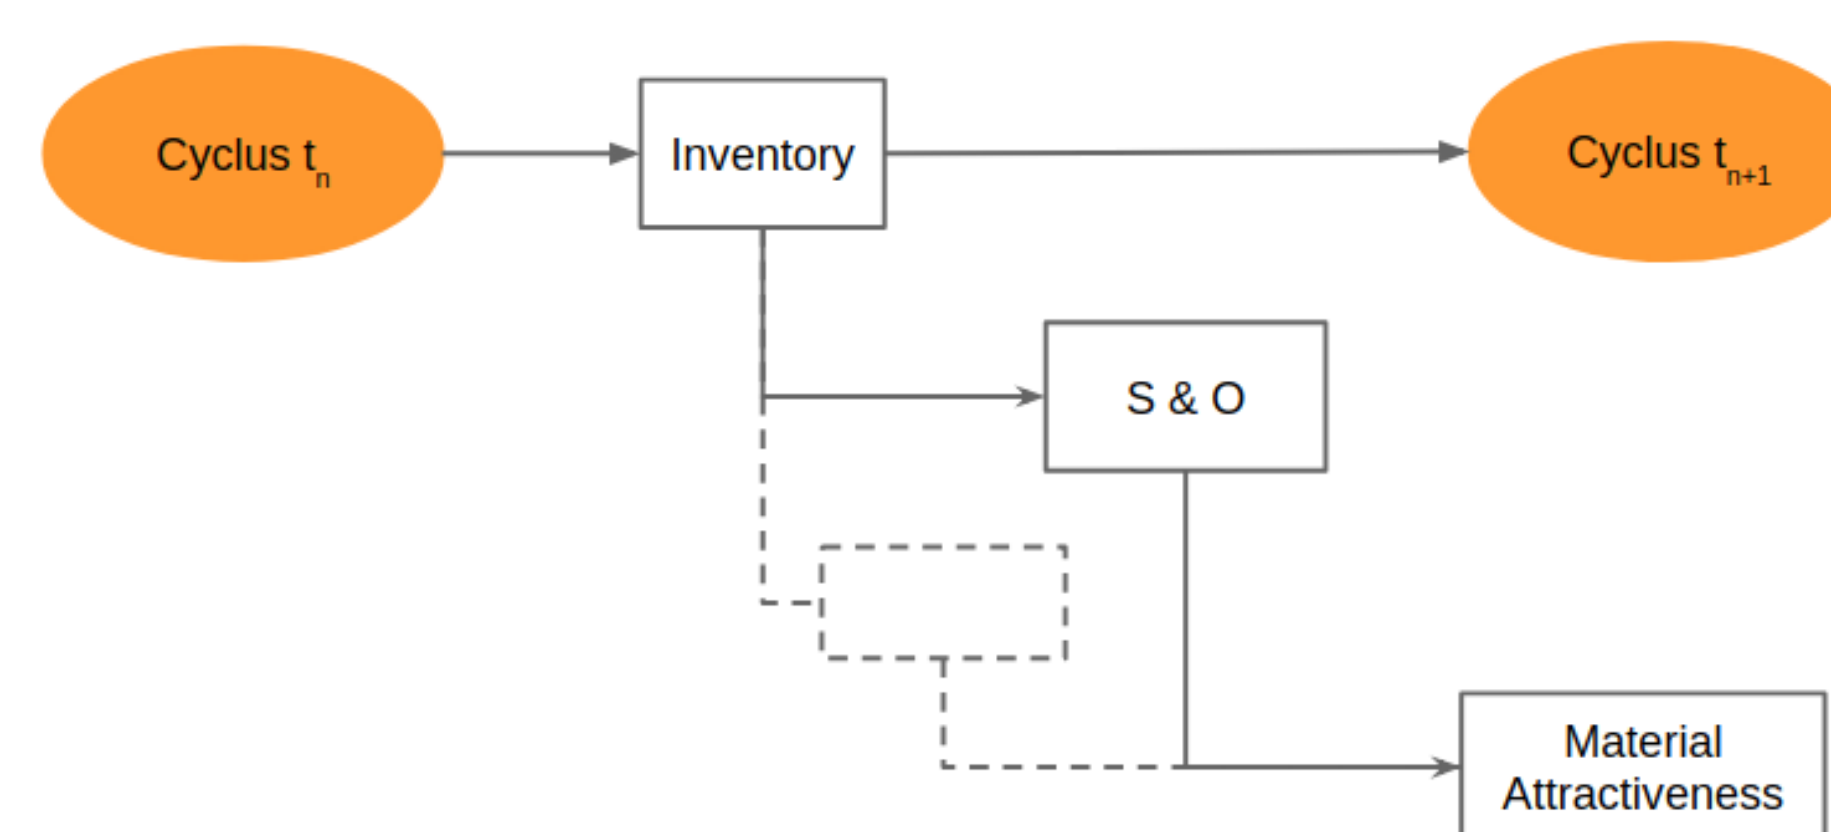 Cyclus tn
Inventory
Cyclus tn+1
S & O
Material
Attractiveness